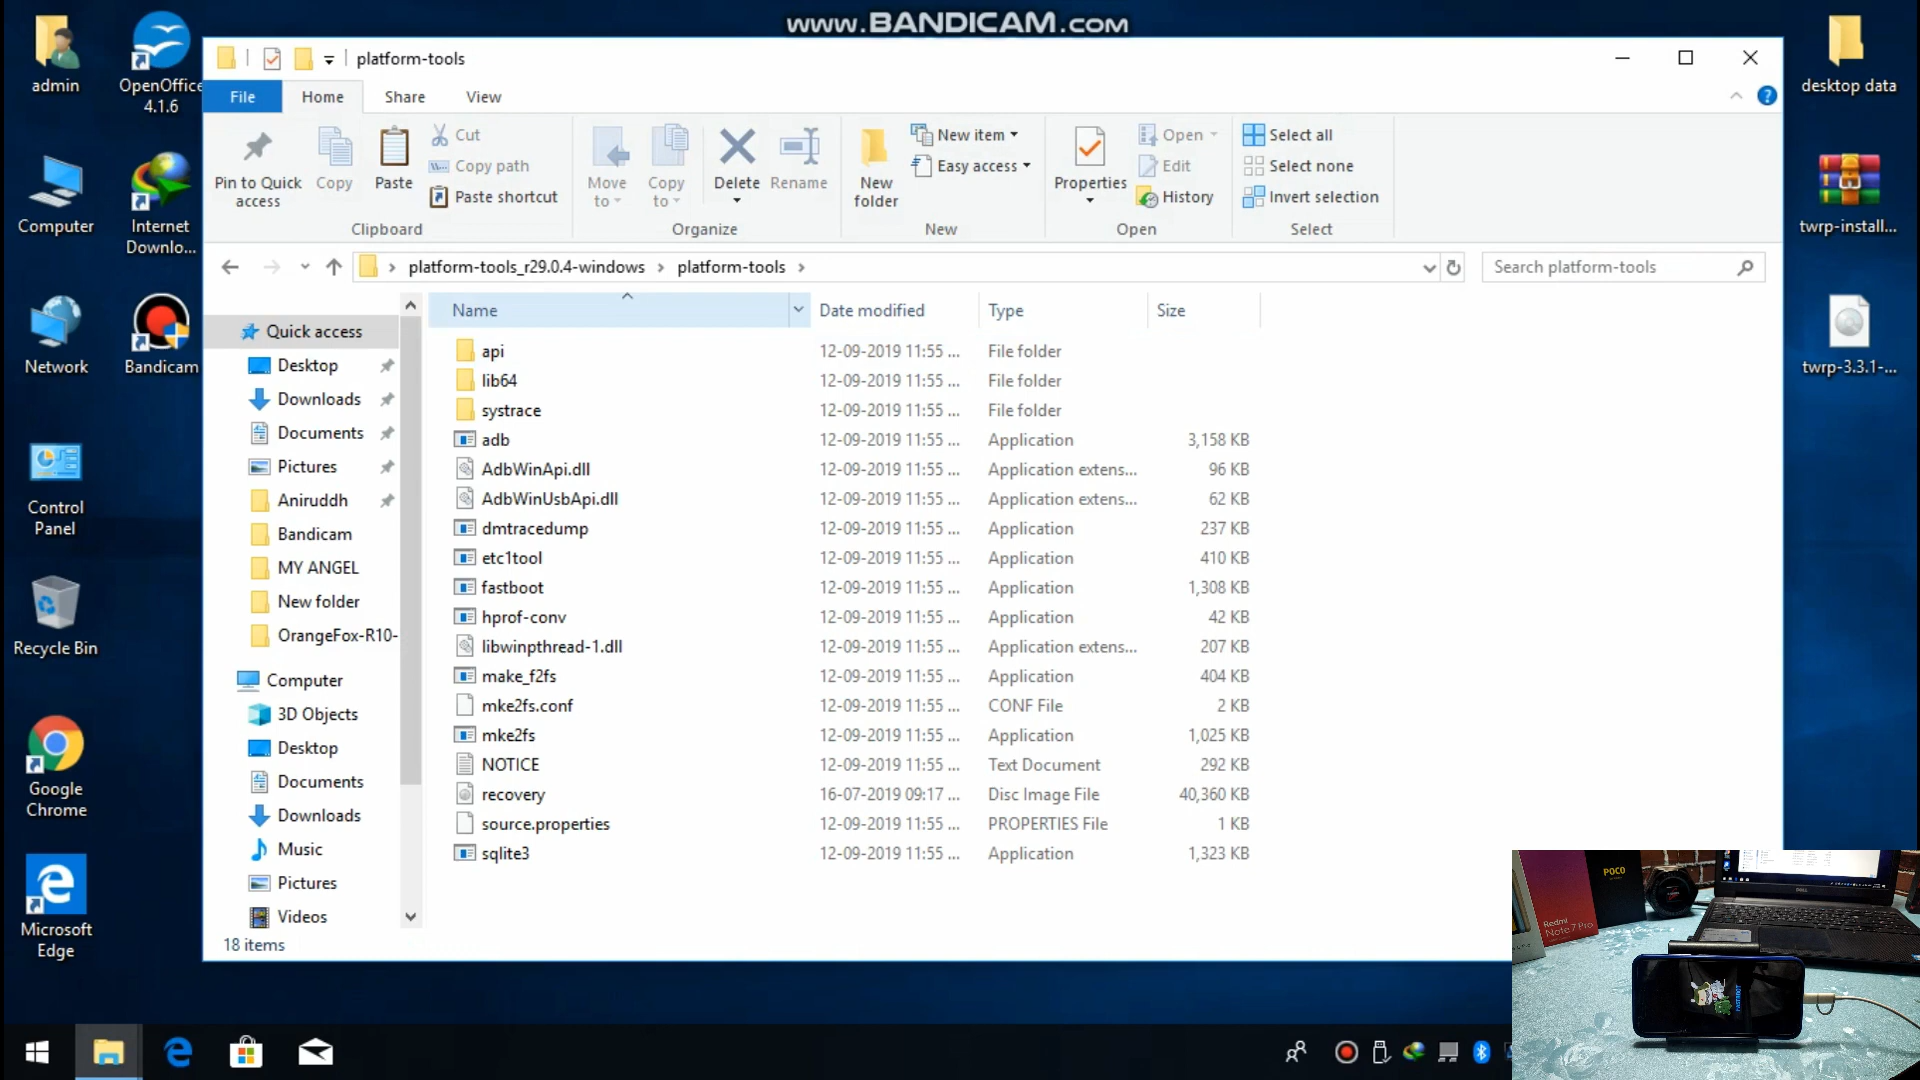 www.BANDICAM.com
admin
OpenOffice
4.1.6
Computer
Internet
Downlo...
Network
Bandicam
Control
Panel
Recycle Bin
Google
Chrome
Microsoft
Edge
desktop data
twrp-install...
twrp-3.3.1-...
platform-tools
File
Home
Share
View
Pin to Quick
access
Copy
Paste
Cut
Copy path
Paste shortcut
Clipboard
Move
to
Copy
to
Delete
Rename
Organize
New
folder
New item
Easy access
New
Properties
Open
Edit
History
Open
Select all
Select none
Invert selection
Select
platform-tools_r29.0.4-windows
platform-tools
Search platform-tools
Quick access
Desktop
Downloads
Documents
Pictures
Aniruddh
Bandicam
MY ANGEL
New folder
OrangeFox-R10-
Computer
3D Objects
Desktop
Documents
Downloads
Music
Pictures
Videos
Name Date modified Type Size
api 12-09-2019 11:55 ... File folder
lib64 12-09-2019 11:55 ... File folder
systrace 12-09-2019 11:55 ... File folder
adb 12-09-2019 11:55 ... Application 3,158 KB
AdbWinApi.dll 12-09-2019 11:55 ... Application extens... 96 KB
AdbWinUsbApi.dll 12-09-2019 11:55 ... Application extens... 62 KB
dmtracedump 12-09-2019 11:55 ... Application 237 KB
etc1tool 12-09-2019 11:55 ... Application 410 KB
fastboot 12-09-2019 11:55 ... Application 1,308 KB
hprof-conv 12-09-2019 11:55 ... Application 42 KB
libwinpthread-1.dll 12-09-2019 11:55 ... Application extens... 207 KB
make_f2fs 12-09-2019 11:55 ... Application 404 KB
mke2fs.conf 12-09-2019 11:55 ... CONF File 2 KB
mke2fs 12-09-2019 11:55 ... Application 1,025 KB
NOTICE 12-09-2019 11:55 ... Text Document 292 KB
recovery 16-07-2019 09:17 ... Disc Image File 40,360 KB
source.properties 12-09-2019 11:55 ... PROPERTIES File 1 KB
sqlite3 12-09-2019 11:55 ... Application 1,323 KB
18 items
POCO
Redmi
Note 7 Pro
DELL
FASTBOOT